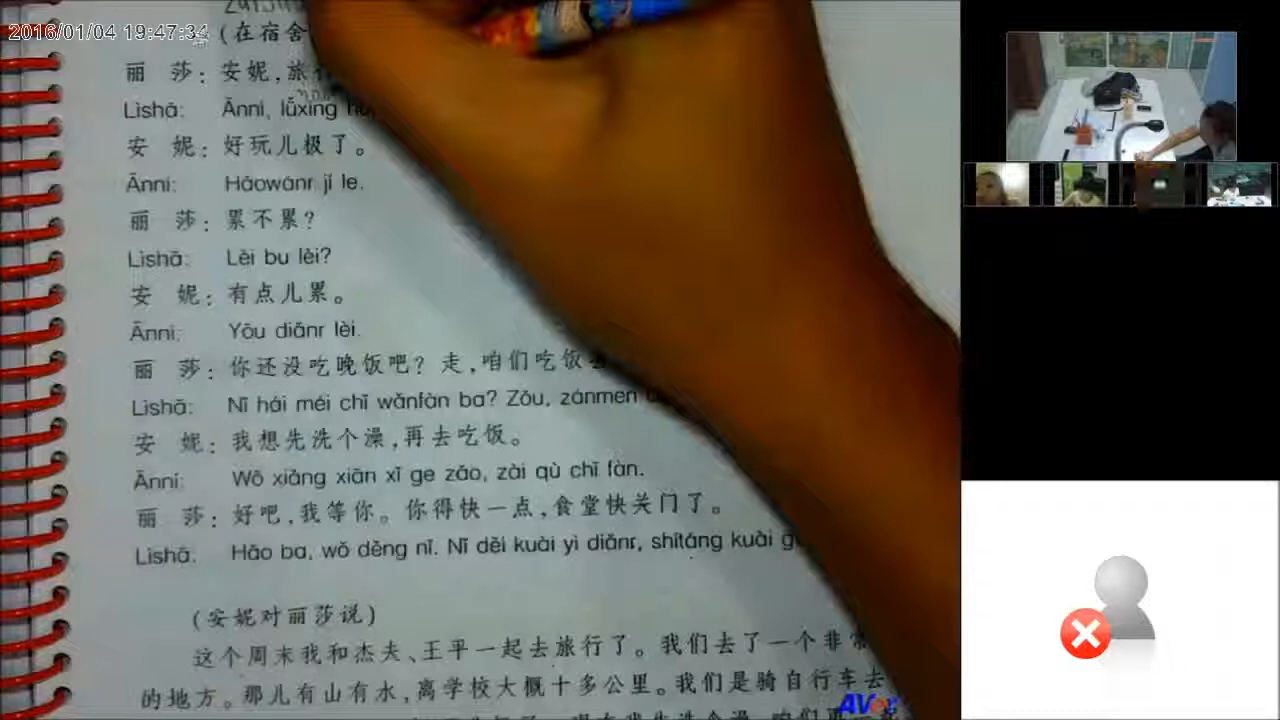 2016/01/04 19:47:34
(在宿舍
丽 莎：安妮，旅行
Lìshā: Ānni, lǚxíng
安 妮：好玩儿极了。
Ānni: Hǎowánr jí le.
丽 莎：累不累？
Lìshā: Lèi bu lèi?
安 妮：有点儿累。
Ānni: Yǒu diǎnr lèi.
丽 莎：你还没吃晚饭吧？走，咱们吃饭去
Lìshā: Nǐ hái méi chī wǎnfàn ba? Zǒu, zánmen
安 妮：我想先洗个澡，再去吃饭。
Ānni: Wǒ xiǎng xiān xǐ ge zǎo, zài qù chī fàn.
丽 莎：好吧，我等你。你得快一点，食堂快关门了。
Lìshā: Hǎo ba, wǒ děng nǐ. Nǐ děi kuài yì diǎnr, shítáng kuài
(安妮对丽莎说)
这个周末我和杰夫、王平一起去旅行了。我们去了一个非常
的地方。那儿有山有水，离学校大概十多公里。我们是骑自行车去
AVer